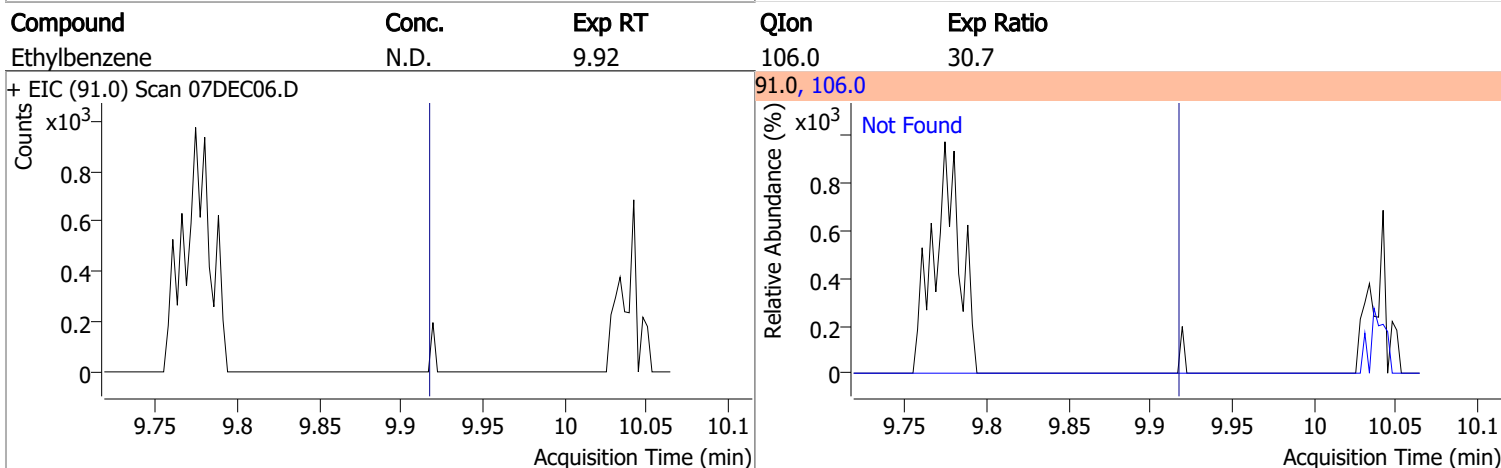 Compound Conc. Exp RT QIon Exp Ratio
Ethylbenzene N.D. 9.92 106.0 30.7
+ EIC (91.0) Scan 07DEC06.D
Counts
x10³
0.8
0.6
0.4
0.2
0
9.75 9.8 9.85 9.9 9.95 10 10.05 10.1
Acquisition Time (min)
91.0, 106.0
Relative Abundance (%)
x10³
Not Found
0.8
0.6
0.4
0.2
0
9.75 9.8 9.85 9.9 9.95 10 10.05 10.1
Acquisition Time (min)